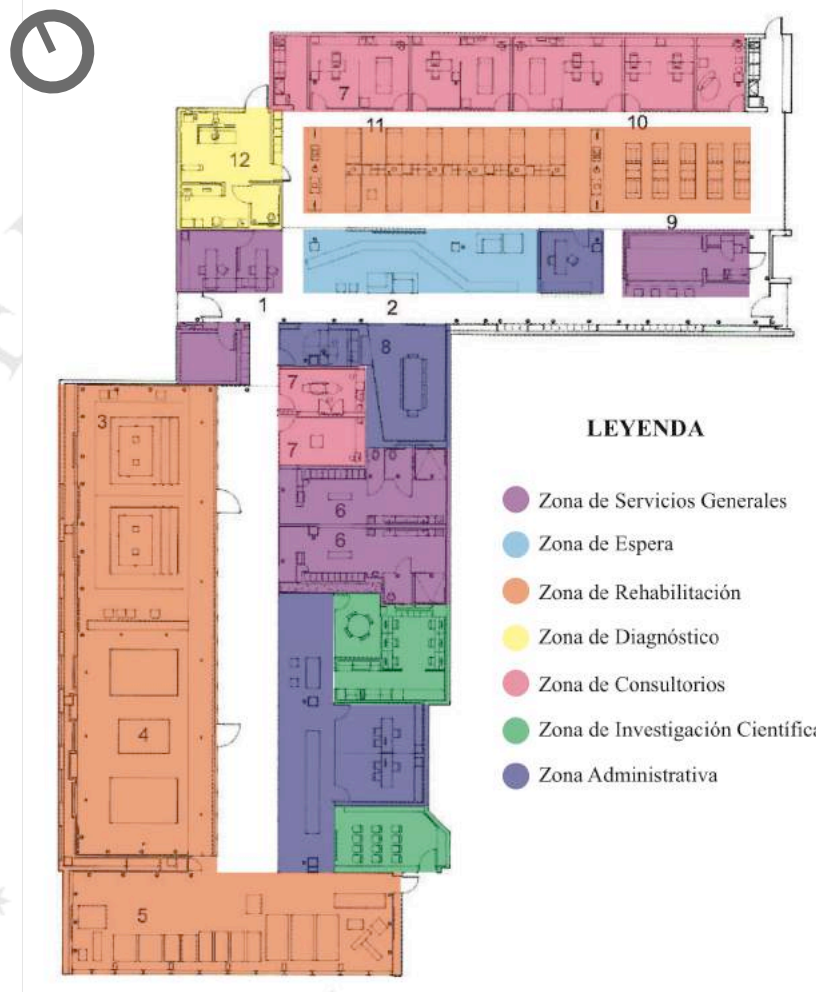 7
11
10
12
9
1
2
8
7
3
7
6
6
4
5
LEYENDA
Zona de Servicios Generales
Zona de Espera
Zona de Rehabilitación
Zona de Diagnóstico
Zona de Consultorios
Zona de Investigación Científica
Zona Administrativa